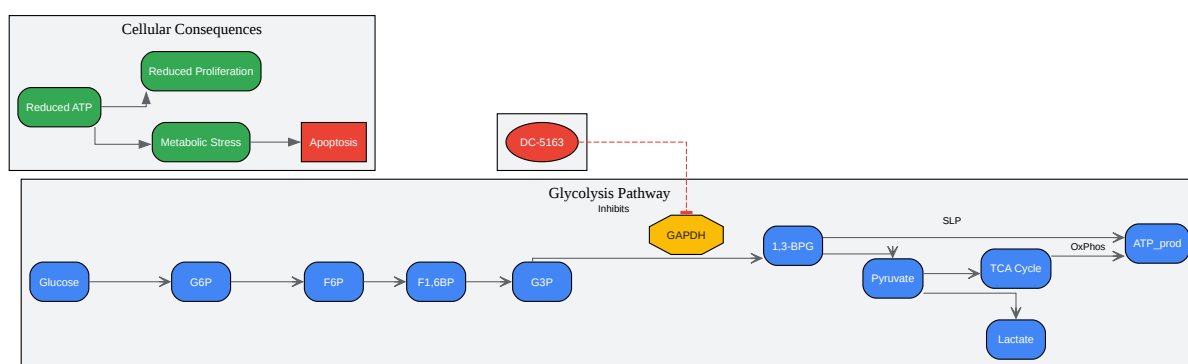 Cellular Consequences
Reduced Proliferation
Reduced ATP
Metabolic Stress
Apoptosis
DC-5163
Glycolysis Pathway
Inhibits
GAPDH
SLP
1,3-BPG
OxPhos
ATP_prod
Glucose
G6P
F6P
F1,6BP
G3P
Pyruvate
TCA Cycle
Lactate